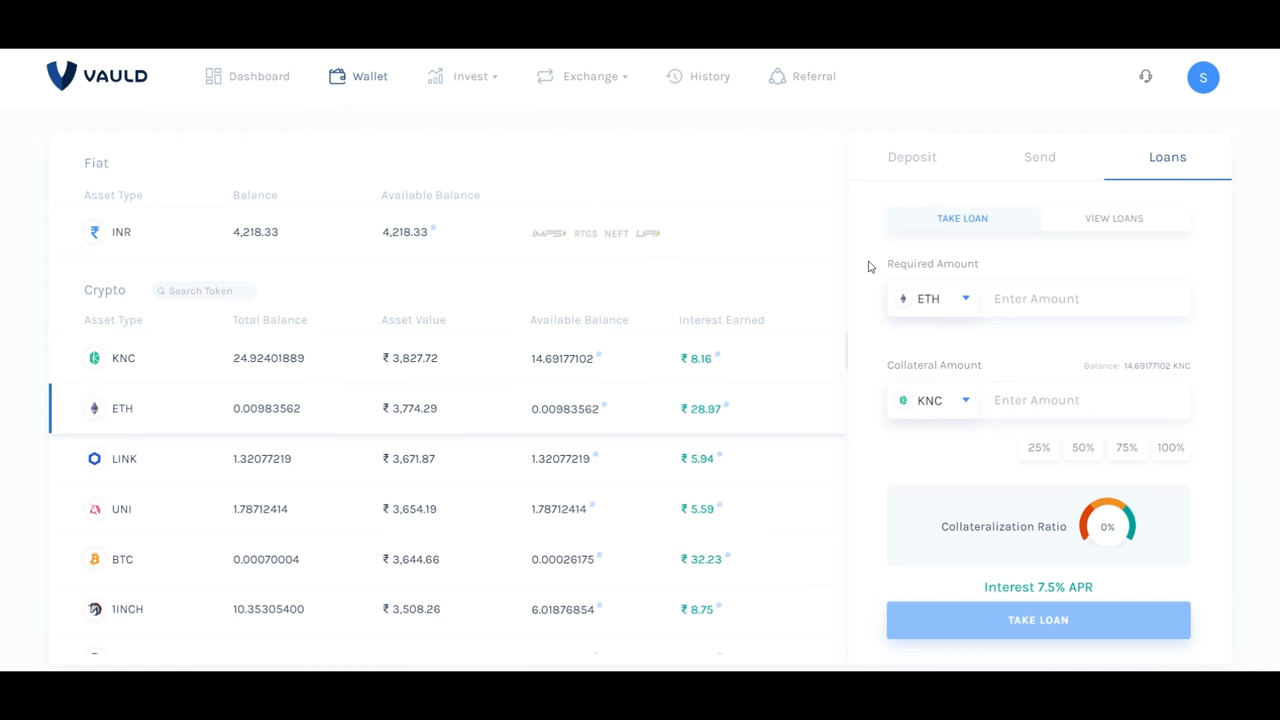 VAULD Dashboard Wallet Invest Exchange History Referral S
Fiat
Asset Type Balance Available Balance
INR 4,218.33 4,218.33 IMPS RTGS NEFT UPI
Crypto Search Token
Asset Type Total Balance Asset Value Available Balance Interest Earned
KNC 24.92401889 ₹ 3,827.72 14.69177102 ₹ 8.16
ETH 0.00983562 ₹ 3,774.29 0.00983562 ₹ 28.97
LINK 1.32077219 ₹ 3,671.87 1.32077219 ₹ 5.94
UNI 1.78712414 ₹ 3,654.19 1.78712414 ₹ 5.59
BTC 0.00070004 ₹ 3,644.66 0.00026175 ₹ 32.23
1INCH 10.35305400 ₹ 3,508.26 6.01876854 ₹ 8.75
Deposit Send Loans
TAKE LOAN VIEW LOANS
Required Amount
ETH Enter Amount
Collateral Amount Balance: 14.69177102 KNC
KNC Enter Amount
25% 50% 75% 100%
Collateralization Ratio 0%
Interest 7.5% APR
TAKE LOAN